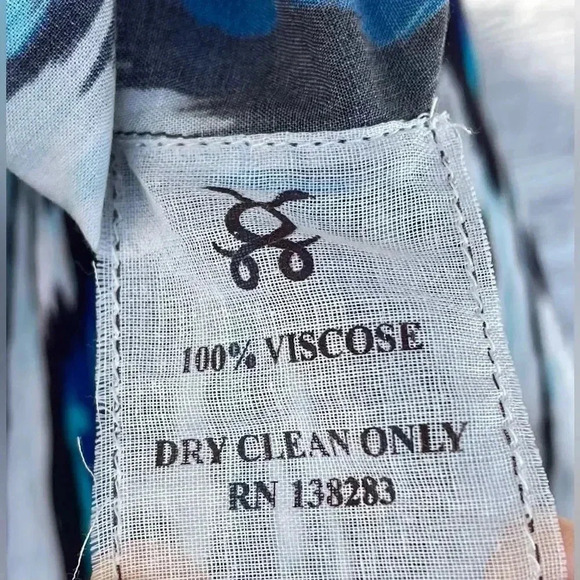 100% VISCOSE
DRY CLEAN ONLY
RN 138283